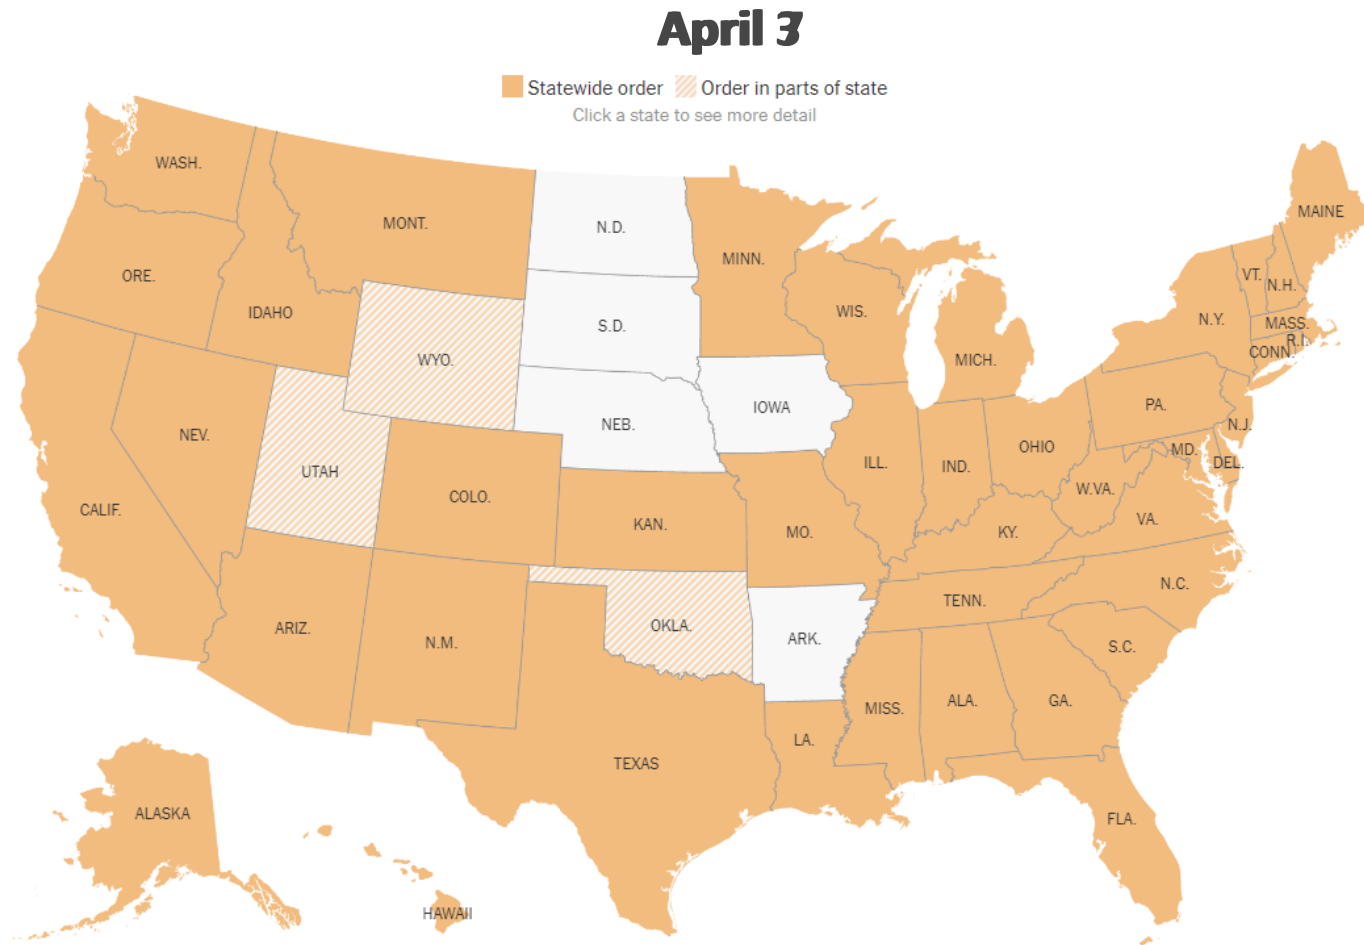 April 3
Statewide order
Order in parts of state
Click a state to see more detail
WASH.
MONT.
N.D.
MINN.
MAINE
ORE.
IDAHO
S.D.
WIS.
VT.
N.H.
N.Y.
MASS.
R.I.
CONN.
WYO.
MICH.
NEB.
IOWA
PA.
N.J.
NEV.
UTAH
COLO.
ILL.
IND.
OHIO
MD.
DEL.
W.VA.
CALIF.
KAN.
MO.
KY.
VA.
ARIZ.
N.M.
OKLA.
ARK.
TENN.
N.C.
S.C.
MISS.
ALA.
GA.
TEXAS
LA.
ALASKA
FLA.
HAWAII